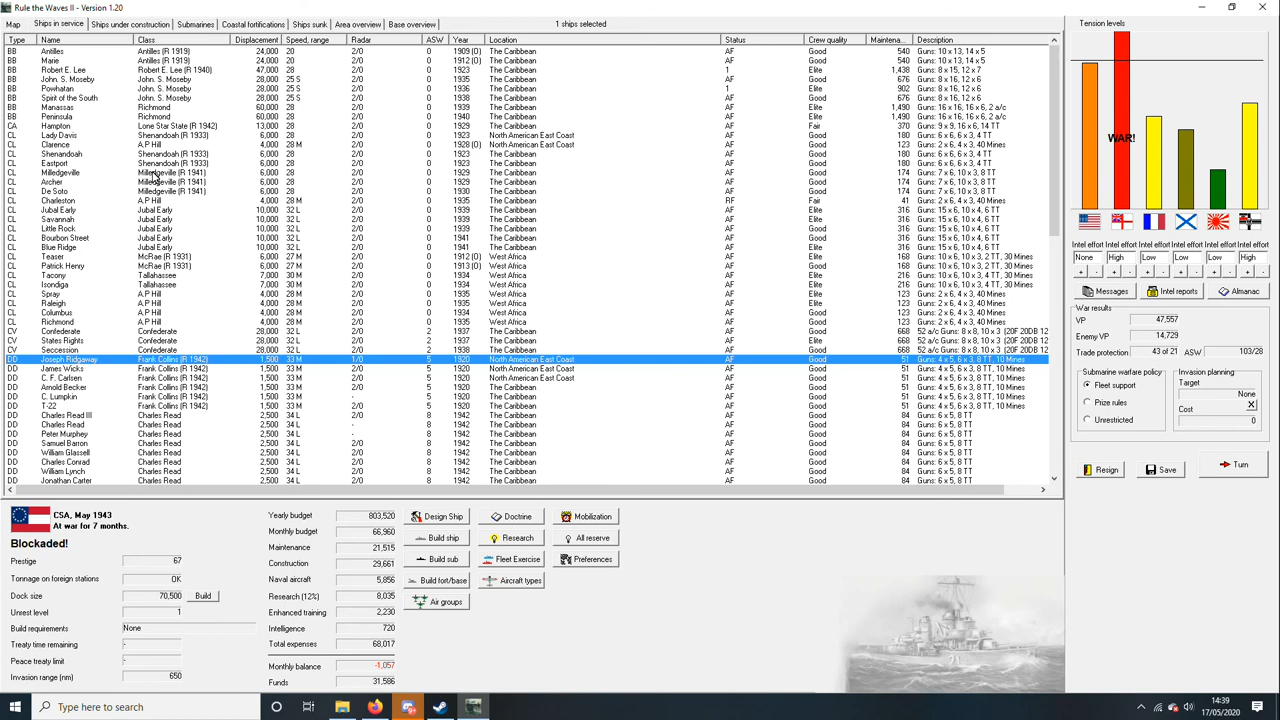 Rule the Waves II - Version 1.20
Map Ships in service Ships under construction Submarines Coastal fortifications Ships sunk Area overview Base overview 1 ships selected
Type Name Class Displacement Speed, range Radar ASW Year Location Status Crew quality Maintena... Description
BB Antilles Antilles (R 1919) 24,000 20 2/0 0 1909 (O) The Caribbean AF Good 540 Guns: 10 x 13, 14 x 5
BB Marie Antilles (R 1919) 24,000 20 2/0 0 1912 (O) The Caribbean AF Good 540 Guns: 10 x 13, 14 x 5
BB Robert E. Lee Robert E. Lee (R 1940) 47,000 28 2/0 0 1923 The Caribbean 1 Elite 1,438 Guns: 8 x 15, 12 x 7
BB John. S. Moseby John. S. Moseby 28,000 25 S 2/0 0 1935 The Caribbean AF Good 676 Guns: 8 x 16, 12 x 6
BB Powhatan John. S. Moseby 28,000 25 S 2/0 0 1936 The Caribbean 1 Elite 902 Guns: 8 x 16, 12 x 6
BB Spirit of the South John. S. Moseby 28,000 25 S 2/0 0 1938 The Caribbean AF Good 676 Guns: 8 x 16, 12 x 6
BB Manassas Richmond 60,000 28 2/0 0 1939 The Caribbean AF Elite 1,490 Guns: 16 x 16, 16 x 6, 2 a/c
BB Peninsula Richmond 60,000 28 2/0 0 1940 The Caribbean AF Elite 1,490 Guns: 16 x 16, 16 x 6, 2 a/c
CA Hampton Lone Star State (R 1942) 13,000 28 2/0 0 1929 The Caribbean AF Fair 370 Guns: 9 x 9, 16 x 6, 14 TT
CL Lady Davis Shenandoah (R 1933) 6,000 28 2/0 0 1923 North American East Coast AF Good 180 Guns: 6 x 6, 6 x 3, 4 TT
CL Clarence A.P Hill 4,000 28 M 2/0 0 1928 (O) North American East Coast AF Good 123 Guns: 2 x 6, 4 x 3, 40 Mines
CL Shenandoah Shenandoah (R 1933) 6,000 28 2/0 0 1923 The Caribbean AF Good 180 Guns: 6 x 6, 6 x 3, 4 TT
CL Eastport Shenandoah (R 1933) 6,000 28 2/0 0 1923 The Caribbean AF Good 180 Guns: 6 x 6, 6 x 3, 4 TT
CL Milledgeville Milledgeville (R 1941) 6,000 28 2/0 0 1929 The Caribbean AF Good 174 Guns: 7 x 6, 10 x 3, 8 TT
CL Archer Milledgeville (R 1941) 6,000 28 2/0 0 1929 The Caribbean AF Good 174 Guns: 7 x 6, 10 x 3, 8 TT
CL De Soto Milledgeville (R 1941) 6,000 28 2/0 0 1930 The Caribbean AF Good 174 Guns: 7 x 6, 10 x 3, 8 TT
CL Charleston A.P Hill 4,000 28 M 2/0 0 1935 The Caribbean RF Fair 41 Guns: 2 x 6, 4 x 3, 40 Mines
CL Jubal Early Jubal Early 10,000 32 L 2/0 0 1939 The Caribbean AF Elite 316 Guns: 15 x 6, 10 x 4, 6 TT
CL Savannah Jubal Early 10,000 32 L 2/0 0 1939 The Caribbean AF Elite 316 Guns: 15 x 6, 10 x 4, 6 TT
CL Little Rock Jubal Early 10,000 32 L 2/0 0 1940 The Caribbean AF Elite 316 Guns: 15 x 6, 10 x 4, 6 TT
CL Bourbon Street Jubal Early 10,000 32 L 2/0 0 1941 The Caribbean AF Elite 316 Guns: 15 x 6, 10 x 4, 6 TT
CL Blue Ridge Jubal Early 10,000 32 L 2/0 0 1941 The Caribbean AF Elite 316 Guns: 15 x 6, 10 x 4, 6 TT
CL Teaser McRae (R 1931) 6,000 27 M 2/0 0 1912 (O) West Africa AF Elite 168 Guns: 10 x 6, 10 x 3, 2 TT, 30 Mines
CL Patrick Henry McRae (R 1931) 6,000 27 M 2/0 0 1913 (O) West Africa AF Elite 168 Guns: 10 x 6, 10 x 3, 2 TT, 30 Mines
CL Tacony Tallahassee 7,000 30 M 2/0 0 1934 West Africa AF Elite 216 Guns: 10 x 6, 10 x 3, 6 TT, 30 Mines
CL Isondiga Tallahassee 7,000 30 M 2/0 0 1934 West Africa AF Elite 216 Guns: 10 x 6, 10 x 3, 6 TT, 30 Mines
CL Spray A.P Hill 4,000 28 M 2/0 0 1935 West Africa AF Good 123 Guns: 2 x 6, 4 x 3, 40 Mines
CL Raleigh A.P Hill 4,000 28 M 2/0 0 1935 West Africa AF Good 123 Guns: 2 x 6, 4 x 3, 40 Mines
CL Columbus A.P Hill 4,000 28 M 2/0 0 1935 West Africa AF Good 123 Guns: 2 x 6, 4 x 3, 40 Mines
CL Richmond A.P Hill 4,000 28 M 2/0 0 1935 West Africa AF Good 123 Guns: 2 x 6, 4 x 3, 40 Mines
CV Confederate Confederate 28,000 32 L 2/0 2 1937 The Caribbean AF Good 668 52 a/c Guns: 8 x 8, 10 x 3 (20F 20DB 12
CV States Rights Confederate 28,000 32 L 2/0 2 1937 The Caribbean AF Good 668 52 a/c Guns: 8 x 8, 10 x 3 (20F 20DB 12
CV Seccession Confederate 28,000 32 L 2/0 2 1938 The Caribbean AF Good 668 52 a/c Guns: 8 x 8, 10 x 3 (20F 20DB 12
DD Joseph Ridgaway Frank Collins (R 1942) 1,500 33 M 1/0 5 1920 North American East Coast AF Good 51 Guns: 4 x 5, 6 x 3, 8 TT, 10 Mines
DD James Wicks Frank Collins (R 1942) 1,500 33 M 2/0 5 1920 North American East Coast AF Good 51 Guns: 4 x 5, 6 x 3, 8 TT, 10 Mines
DD C. F. Carlsen Frank Collins (R 1942) 1,500 33 M 2/0 5 1920 North American East Coast AF Good 51 Guns: 4 x 5, 6 x 3, 8 TT, 10 Mines
DD Arnold Becker Frank Collins (R 1942) 1,500 33 M 2/0 5 1920 The Caribbean AF Good 51 Guns: 4 x 5, 6 x 3, 8 TT, 10 Mines
DD C. Lumpkin Frank Collins (R 1942) 1,500 33 M - 5 1920 The Caribbean AF Good 51 Guns: 4 x 5, 6 x 3, 8 TT, 10 Mines
DD T-22 Frank Collins (R 1942) 1,500 33 M 2/0 5 1920 The Caribbean AF Good 51 Guns: 4 x 5, 6 x 3, 8 TT, 10 Mines
DD Charles Read III Charles Read 2,500 34 L 2/0 8 1942 The Caribbean AF Good 84 Guns: 6 x 5, 8 TT
DD Charles Read Charles Read 2,500 34 L - 8 1942 The Caribbean AF Good 84 Guns: 6 x 5, 8 TT
DD Peter Murphey Charles Read 2,500 34 L - 8 1942 The Caribbean AF Good 84 Guns: 6 x 5, 8 TT
DD Samuel Barron Charles Read 2,500 34 L 2/0 8 1942 The Caribbean AF Good 84 Guns: 6 x 5, 8 TT
DD William Glassell Charles Read 2,500 34 L 2/0 8 1942 The Caribbean AF Good 84 Guns: 6 x 5, 8 TT
DD Charles Conrad Charles Read 2,500 34 L 2/0 8 1942 The Caribbean AF Good 84 Guns: 6 x 5, 8 TT
DD William Lynch Charles Read 2,500 34 L 2/0 8 1942 The Caribbean AF Good 84 Guns: 6 x 5, 8 TT
DD Jonathan Carter Charles Read 2,500 34 L 2/0 8 1942 The Caribbean AF Good 84 Guns: 6 x 5, 8 TT
Tension levels
WAR!
Intel effort Intel effort Intel effort Intel effort Intel effort Intel effort
None High Low Low Low High
+ - + - + - + - + - + -
Messages Intel reports Almanac
War results
VP 47,557
Enemy VP 14,729
Trade protection 43 of 21 ASW 103/28
Submarine warfare policy
Fleet support
Prize rules
Unrestricted
Invasion planning
Target
None
Cost X
0
Resign Save Turn
CSA, May 1943
At war for 7 months.
Blockaded!
Prestige 67
Tonnage on foreign stations OK
Dock size 70,500 Build
Unrest level 1
Build requirements None
Treaty time remaining -
Peace treaty limit -
Invasion range (nm) 650
Yearly budget 803,520
Monthly budget 66,960
Maintenance 21,515
Construction 29,661
Naval aircraft 5,856
Research (12%) 8,035
Enhanced training 2,230
Intelligence 720
Total expenses 68,017
Monthly balance -1,057
Funds 31,586
Design Ship Doctrine Mobilization
Build ship Research All reserve
Build sub Fleet Exercise Preferences
Build fort/base Aircraft types
Air groups
71
Type here to search
14:39
17/05/2020